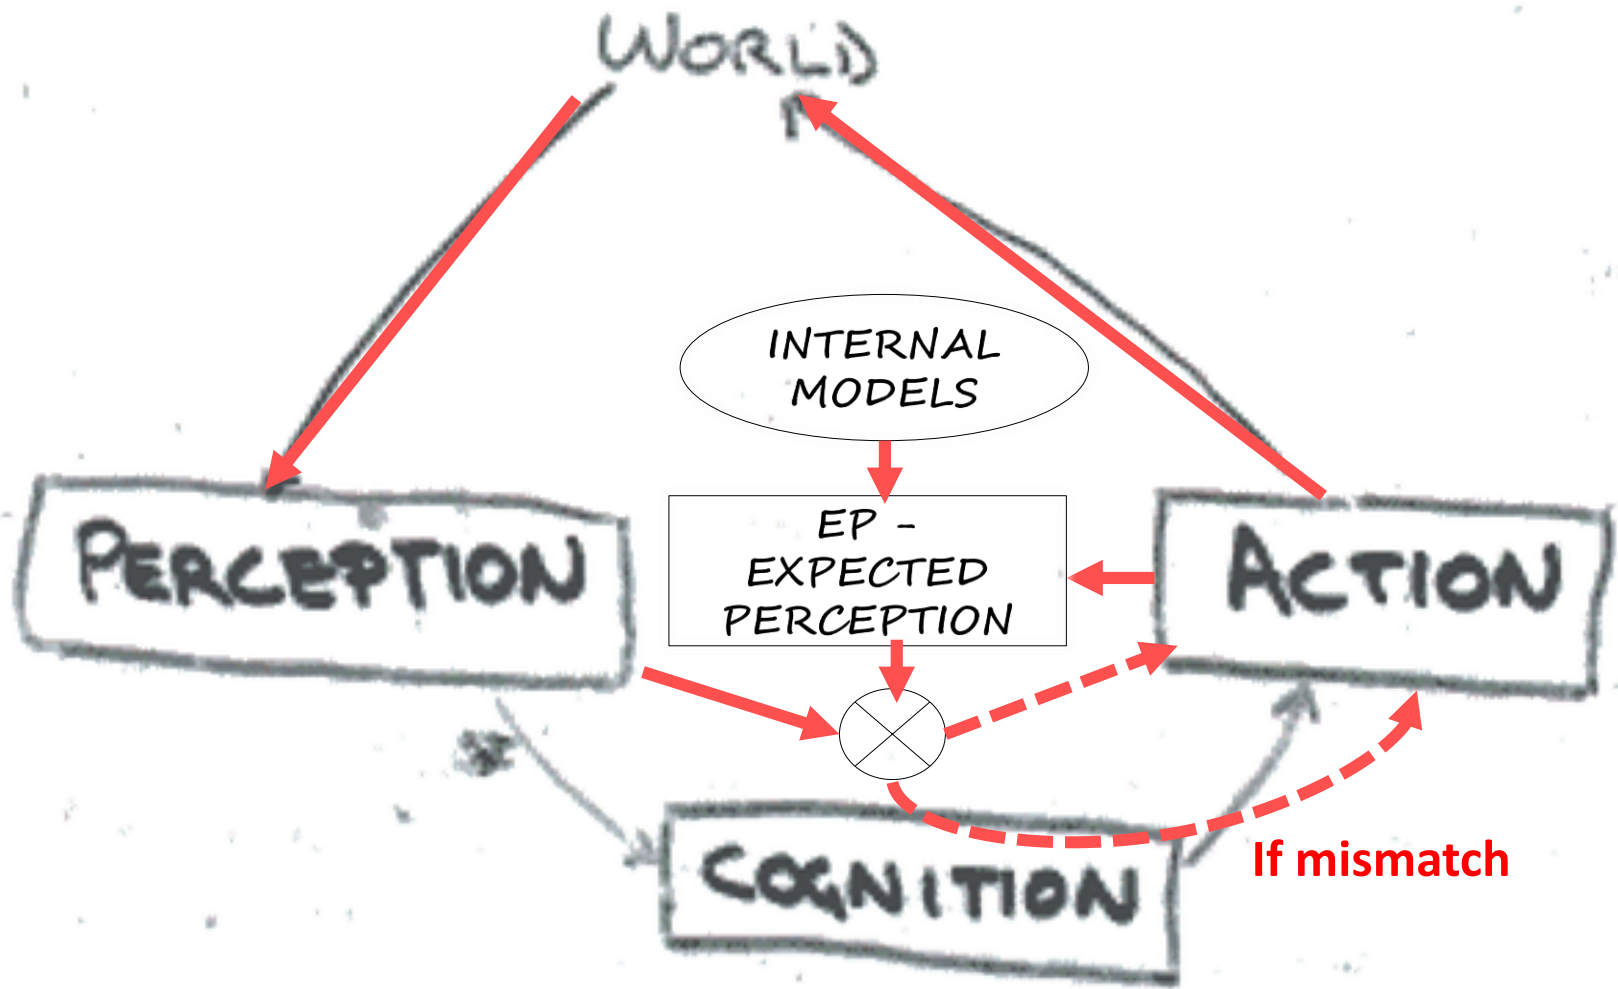 WORLD
INTERNAL
MODELS
EP -
EXPECTED
PERCEPTION
PERCEPTION
ACTION
COGNITION
If mismatch